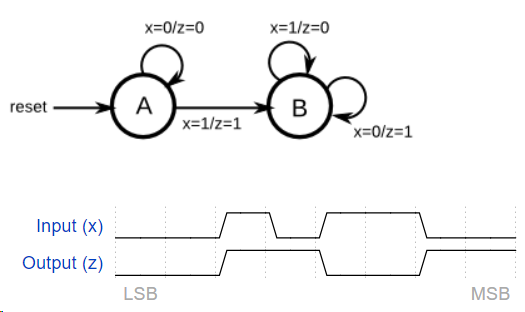 x=0/z=0
x=1/z=0
reset
A
B
x=1/z=1
x=0/z=1
Input (x)
Output (z)
LSB
MSB